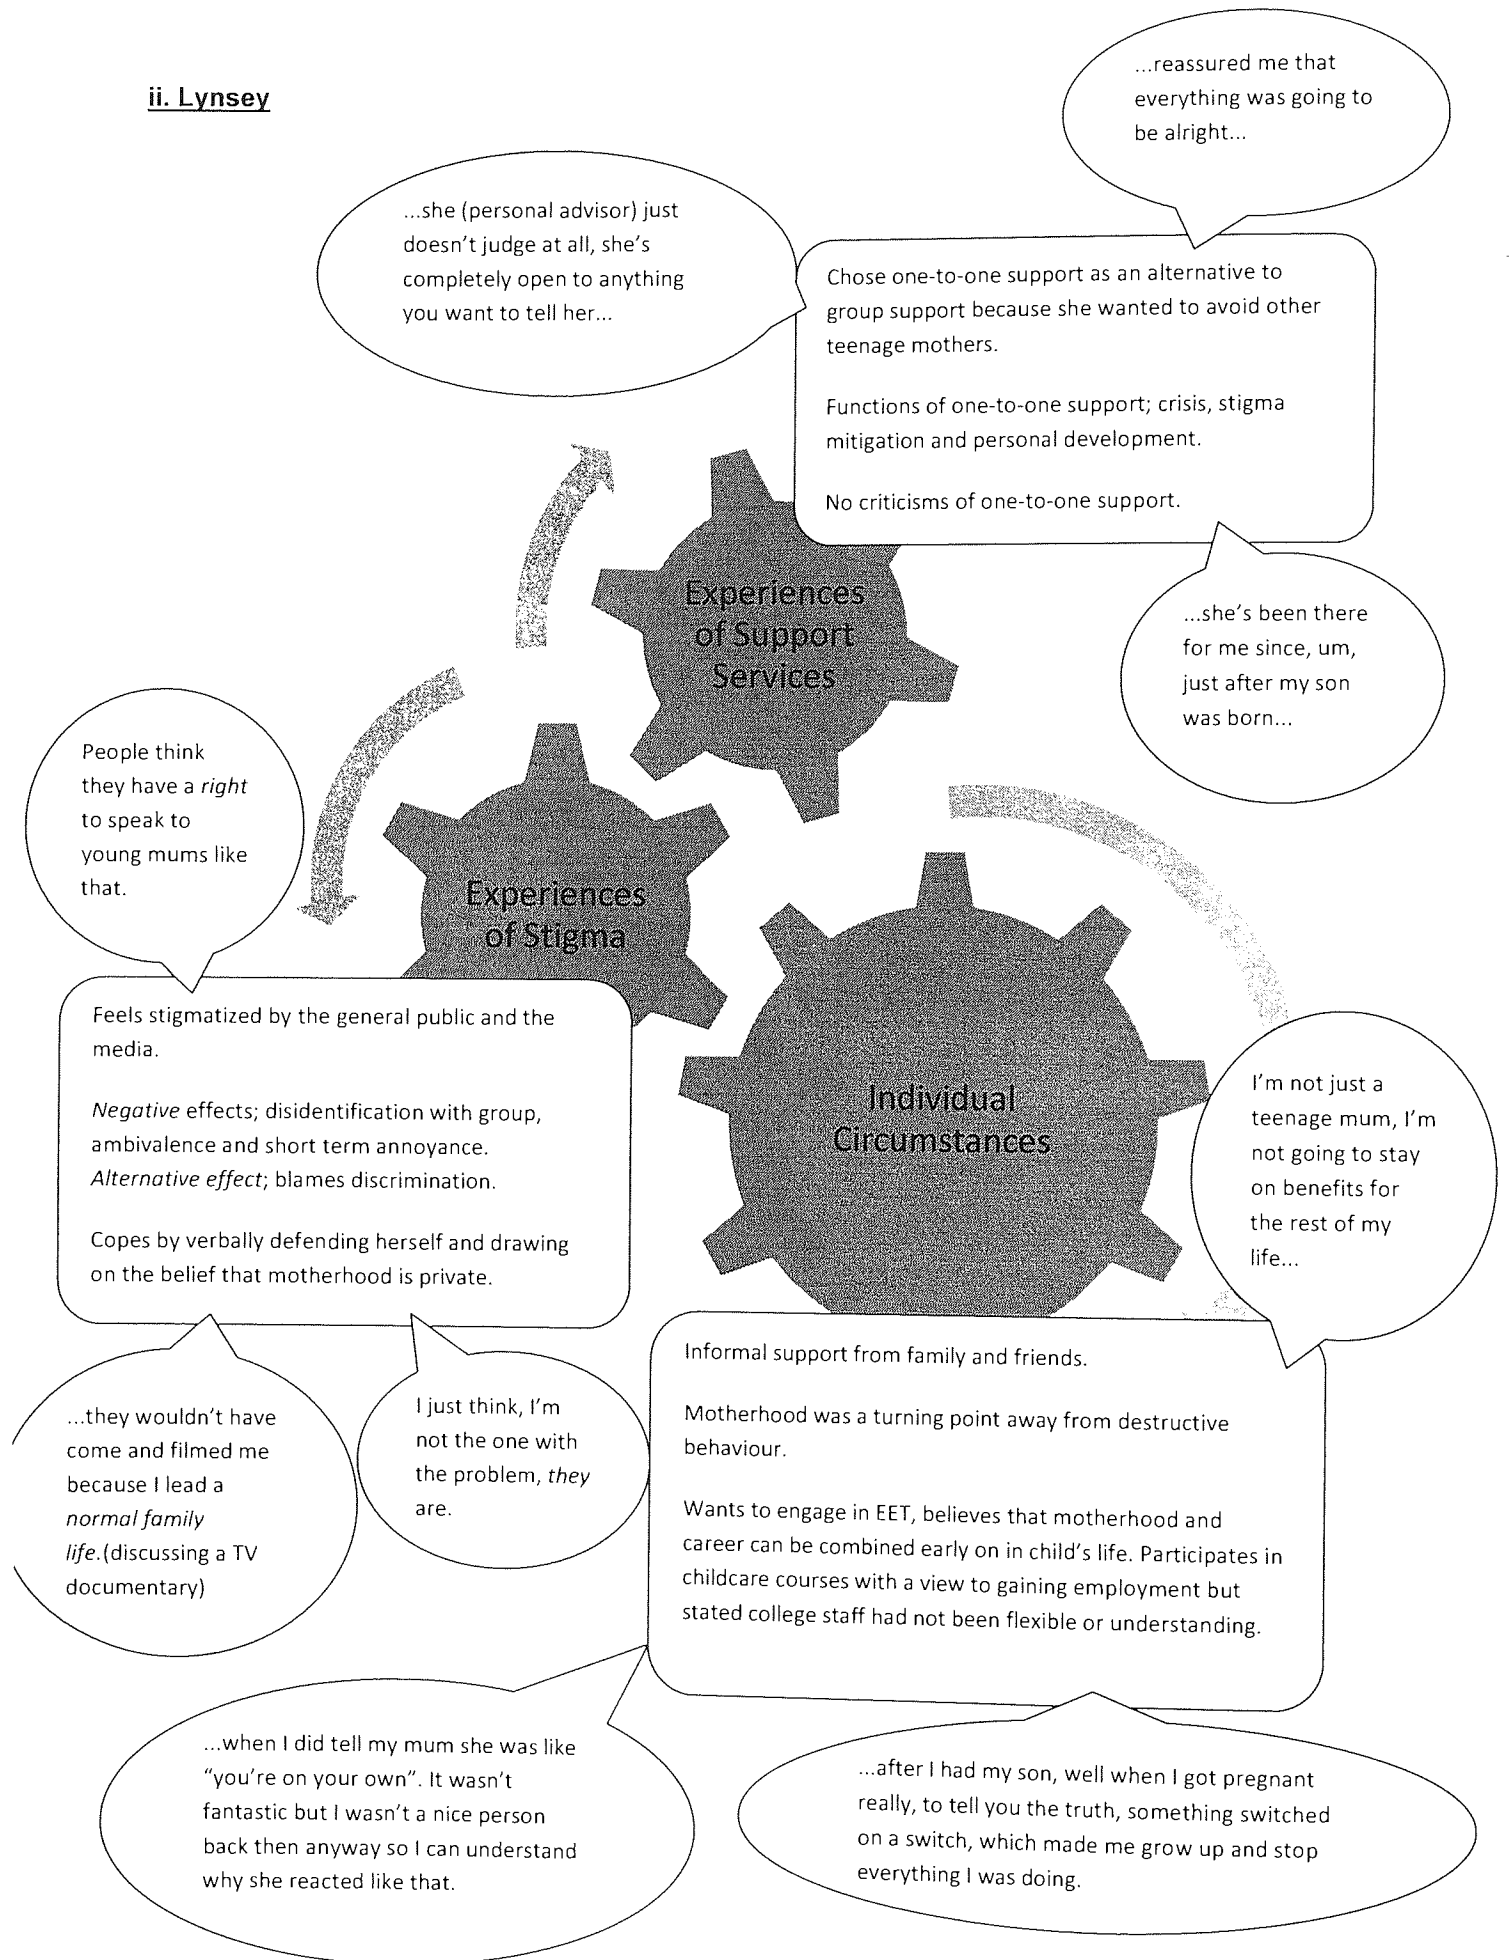 ii. Lynsey
...reassured me that
everything was going to
be alright...
...she (personal advisor) just
doesn't judge at all, she's
completely open to anything
you want to tell her...
Chose one-to-one support as an alternative to
group support because she wanted to avoid other
teenage mothers.
Functions of one-to-one support; crisis, stigma
mitigation and personal development.
No criticisms of one-to-one support.
...she's been there
for me since, um,
just after my son
was born...
Experiences
of Support
Services
People think
they have a right
to speak to
young mums like
that.
Experiences
of Stigma
Feels stigmatized by the general public and the
media.
Negative effects; disidentification with group,
ambivalence and short term annoyance.
Alternative effect; blames discrimination.
Copes by verbally defending herself and drawing
on the belief that motherhood is private.
Individual
Circumstances
I'm not just a
teenage mum, I'm
not going to stay
on benefits for
the rest of my
life...
...they wouldn't have
come and filmed me
because I lead a
normal family
life.(discussing a TV
documentary)
I just think, I'm
not the one with
the problem, they
are.
Informal support from family and friends.
Motherhood was a turning point away from destructive
behaviour.
Wants to engage in EET, believes that motherhood and
career can be combined early on in child's life. Participates in
childcare courses with a view to gaining employment but
stated college staff had not been flexible or understanding.
...when I did tell my mum she was like
"you're on your own". It wasn't
fantastic but I wasn't a nice person
back then anyway so I can understand
why she reacted like that.
...after I had my son, well when I got pregnant
really, to tell you the truth, something switched
on a switch, which made me grow up and stop
everything I was doing.